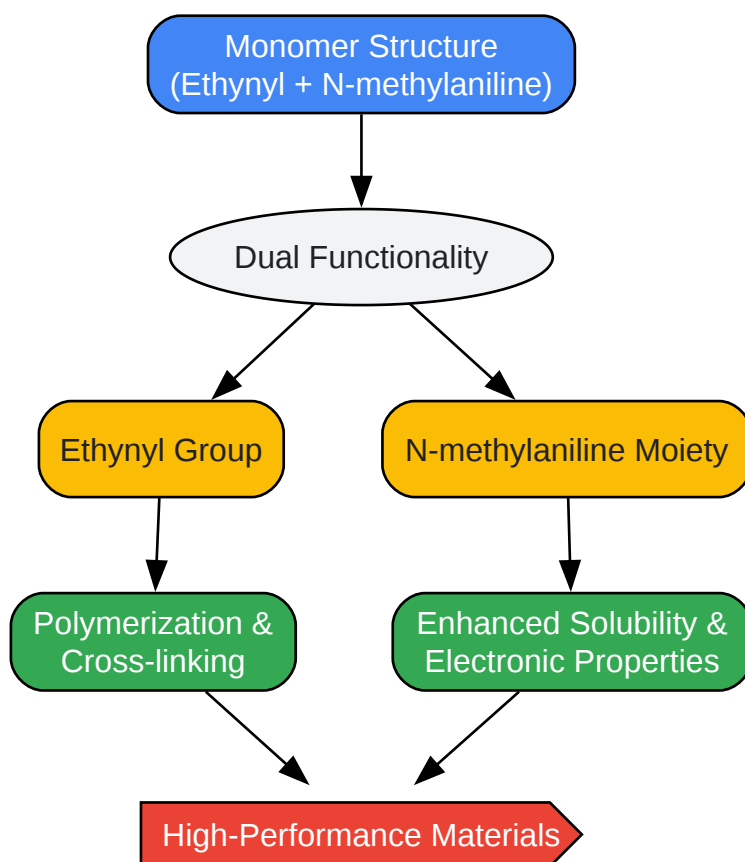 Monomer Structure
(Ethynyl + N-methylaniline)
Dual Functionality
Ethynyl Group
N-methylaniline Moiety
Polymerization &
Cross-linking
Enhanced Solubility &
Electronic Properties
High-Performance Materials